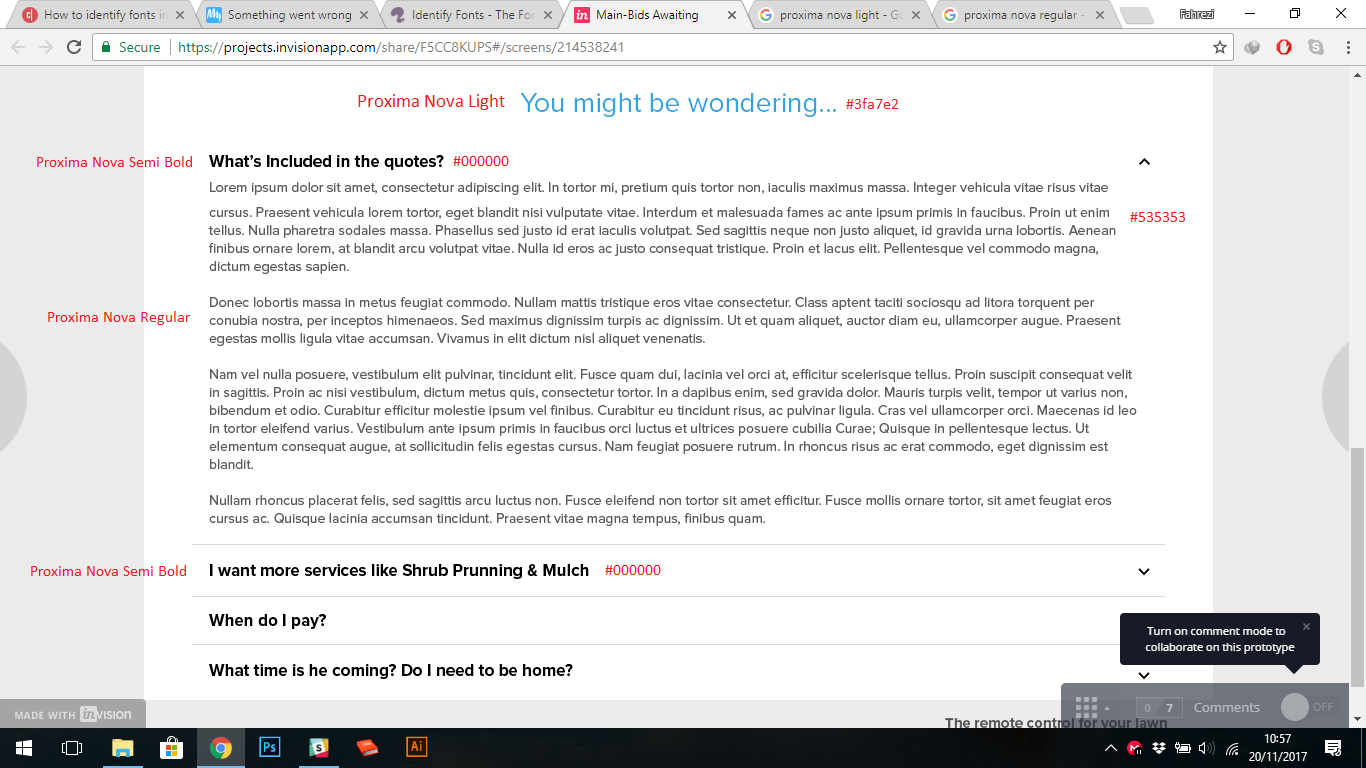 How to identify fonts in
Something went wrong
Identify Fonts - The Fo
Main-Bids Awaiting
proxima nova light - Go
proxima nova regular -
Fahrezi
Secure
https://projects.invisionapp.com/share/F5CC8KUPS#/screens/214538241
Proxima Nova Light You might be wondering... #3fa7e2
Proxima Nova Semi Bold What's Included in the quotes? #000000
Lorem ipsum dolor sit amet, consectetur adipiscing elit. In tortor mi, pretium quis tortor non, iaculis maximus massa. Integer vehicula vitae risus vitae
cursus. Praesent vehicula lorem tortor, eget blandit nisi vulputate vitae. Interdum et malesuada fames ac ante ipsum primis in faucibus. Proin ut enim
#535353
tellus. Nulla pharetra sodales massa. Phasellus sed justo id erat iaculis volutpat. Sed sagittis neque non justo aliquet, id gravida urna lobortis. Aenean
finibus ornare lorem, at blandit arcu volutpat vitae. Nulla id eros ac justo consequat tristique. Proin et lacus elit. Pellentesque vel commodo magna,
dictum egestas sapien.
Donec lobortis massa in metus feugiat commodo. Nullam mattis tristique eros vitae consectetur. Class aptent taciti sociosqu ad litora torquent per
Proxima Nova Regular
conubia nostra, per inceptos himenaeos. Sed maximus dignissim turpis ac dignissim. Ut et quam aliquet, auctor diam eu, ullamcorper augue. Praesent
egestas mollis ligula vitae accumsan. Vivamus in elit dictum nisl aliquet venenatis.
Nam vel nulla posuere, vestibulum elit pulvinar, tincidunt elit. Fusce quam dui, lacinia vel orci at, efficitur scelerisque tellus. Proin suscipit consequat velit
in sagittis. Proin ac nisi vestibulum, dictum metus quis, consectetur tortor. In a dapibus enim, sed gravida dolor. Mauris turpis velit, tempor ut varius non,
bibendum et odio. Curabitur efficitur molestie ipsum vel finibus. Curabitur eu tincidunt risus, ac pulvinar ligula. Cras vel ullamcorper orci. Maecenas id leo
in tortor eleifend varius. Vestibulum ante ipsum primis in faucibus orci luctus et ultrices posuere cubilia Curae; Quisque in pellentesque lectus. Ut
elementum consequat augue, at sollicitudin felis egestas cursus. Nam feugiat posuere rutrum. In rhoncus risus ac erat commodo, eget dignissim est
blandit.
Nullam rhoncus placerat felis, sed sagittis arcu luctus non. Fusce eleifend non tortor sit amet efficitur. Fusce mollis ornare tortor, sit amet feugiat eros
cursus ac. Quisque lacinia accumsan tincidunt. Praesent vitae magna tempus, finibus quam.
Proxima Nova Semi Bold I want more services like Shrub Prunning & Mulch #000000
When do I pay?
Turn on comment mode to
collaborate on this prototype
What time is he coming? Do I need to be home?
MADE WITH invision
0 7 Comments OFF
The remote control for your lawn
Ps
Ai
10:57
20/11/2017